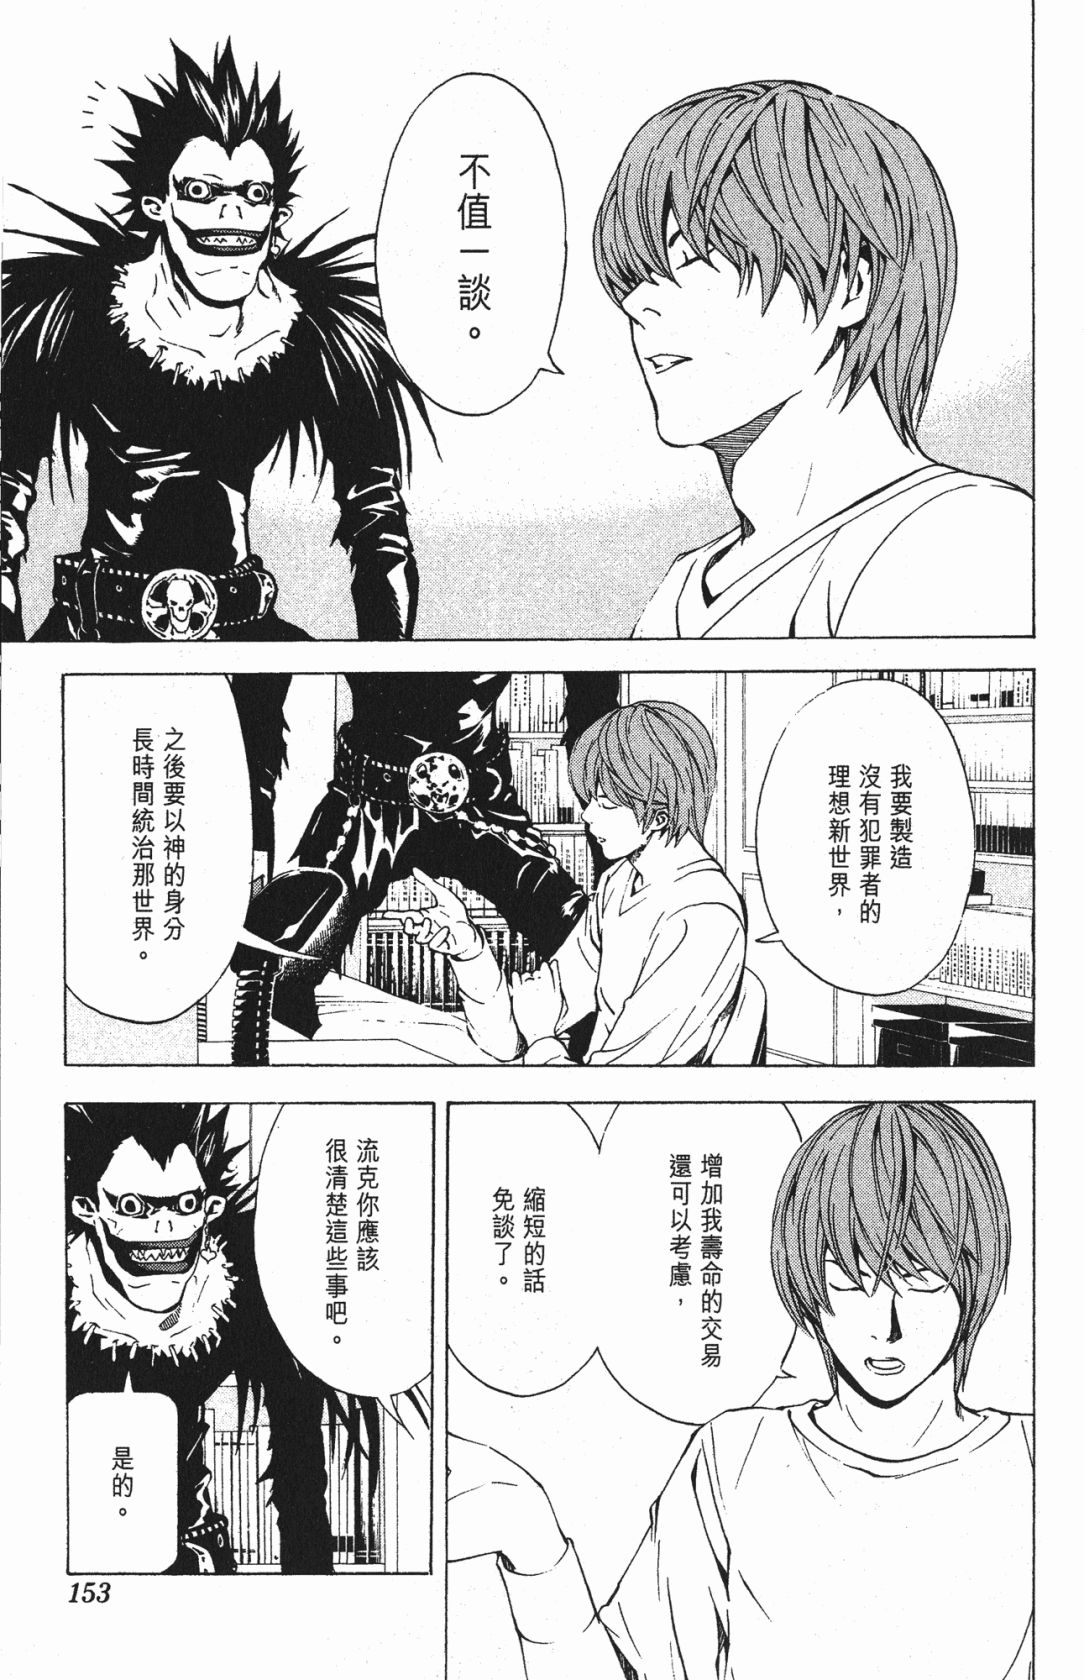 不值一談。
我要製造
沒有犯罪者的
理想新世界，
之後要以神的身分
長時間統治那世界。
增加我壽命的交易
還可以考慮，
縮短的話
免談了。
流克你應該
很清楚這些事吧。
是的。
153